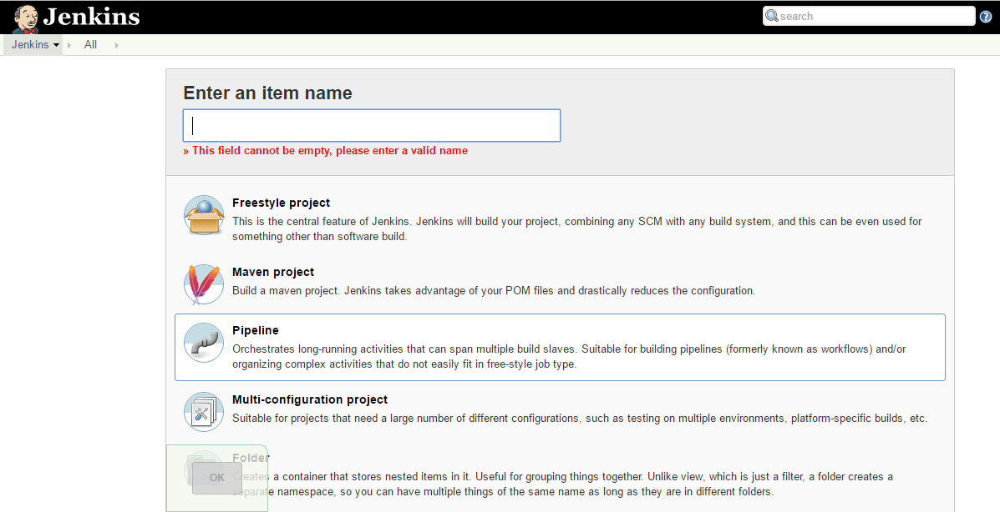 Jenkins
search
Jenkins
All
Enter an item name
» This field cannot be empty, please enter a valid name
Freestyle project
This is the central feature of Jenkins. Jenkins will build your project, combining any SCM with any build system, and this can be even used for
something other than software build.
Maven project
Build a maven project. Jenkins takes advantage of your POM files and drastically reduces the configuration.
Pipeline
Orchestrates long-running activities that can span multiple build slaves. Suitable for building pipelines (formerly known as workflows) and/or
organizing complex activities that do not easily fit in free-style job type.
Multi-configuration project
Suitable for projects that need a large number of different configurations, such as testing on multiple environments, platform-specific builds, etc.
Folder
Creates a container that stores nested items in it. Useful for grouping things together. Unlike view, which is just a filter, a folder creates a
OK
separate namespace, so you can have multiple things of the same name as long as they are in different folders.